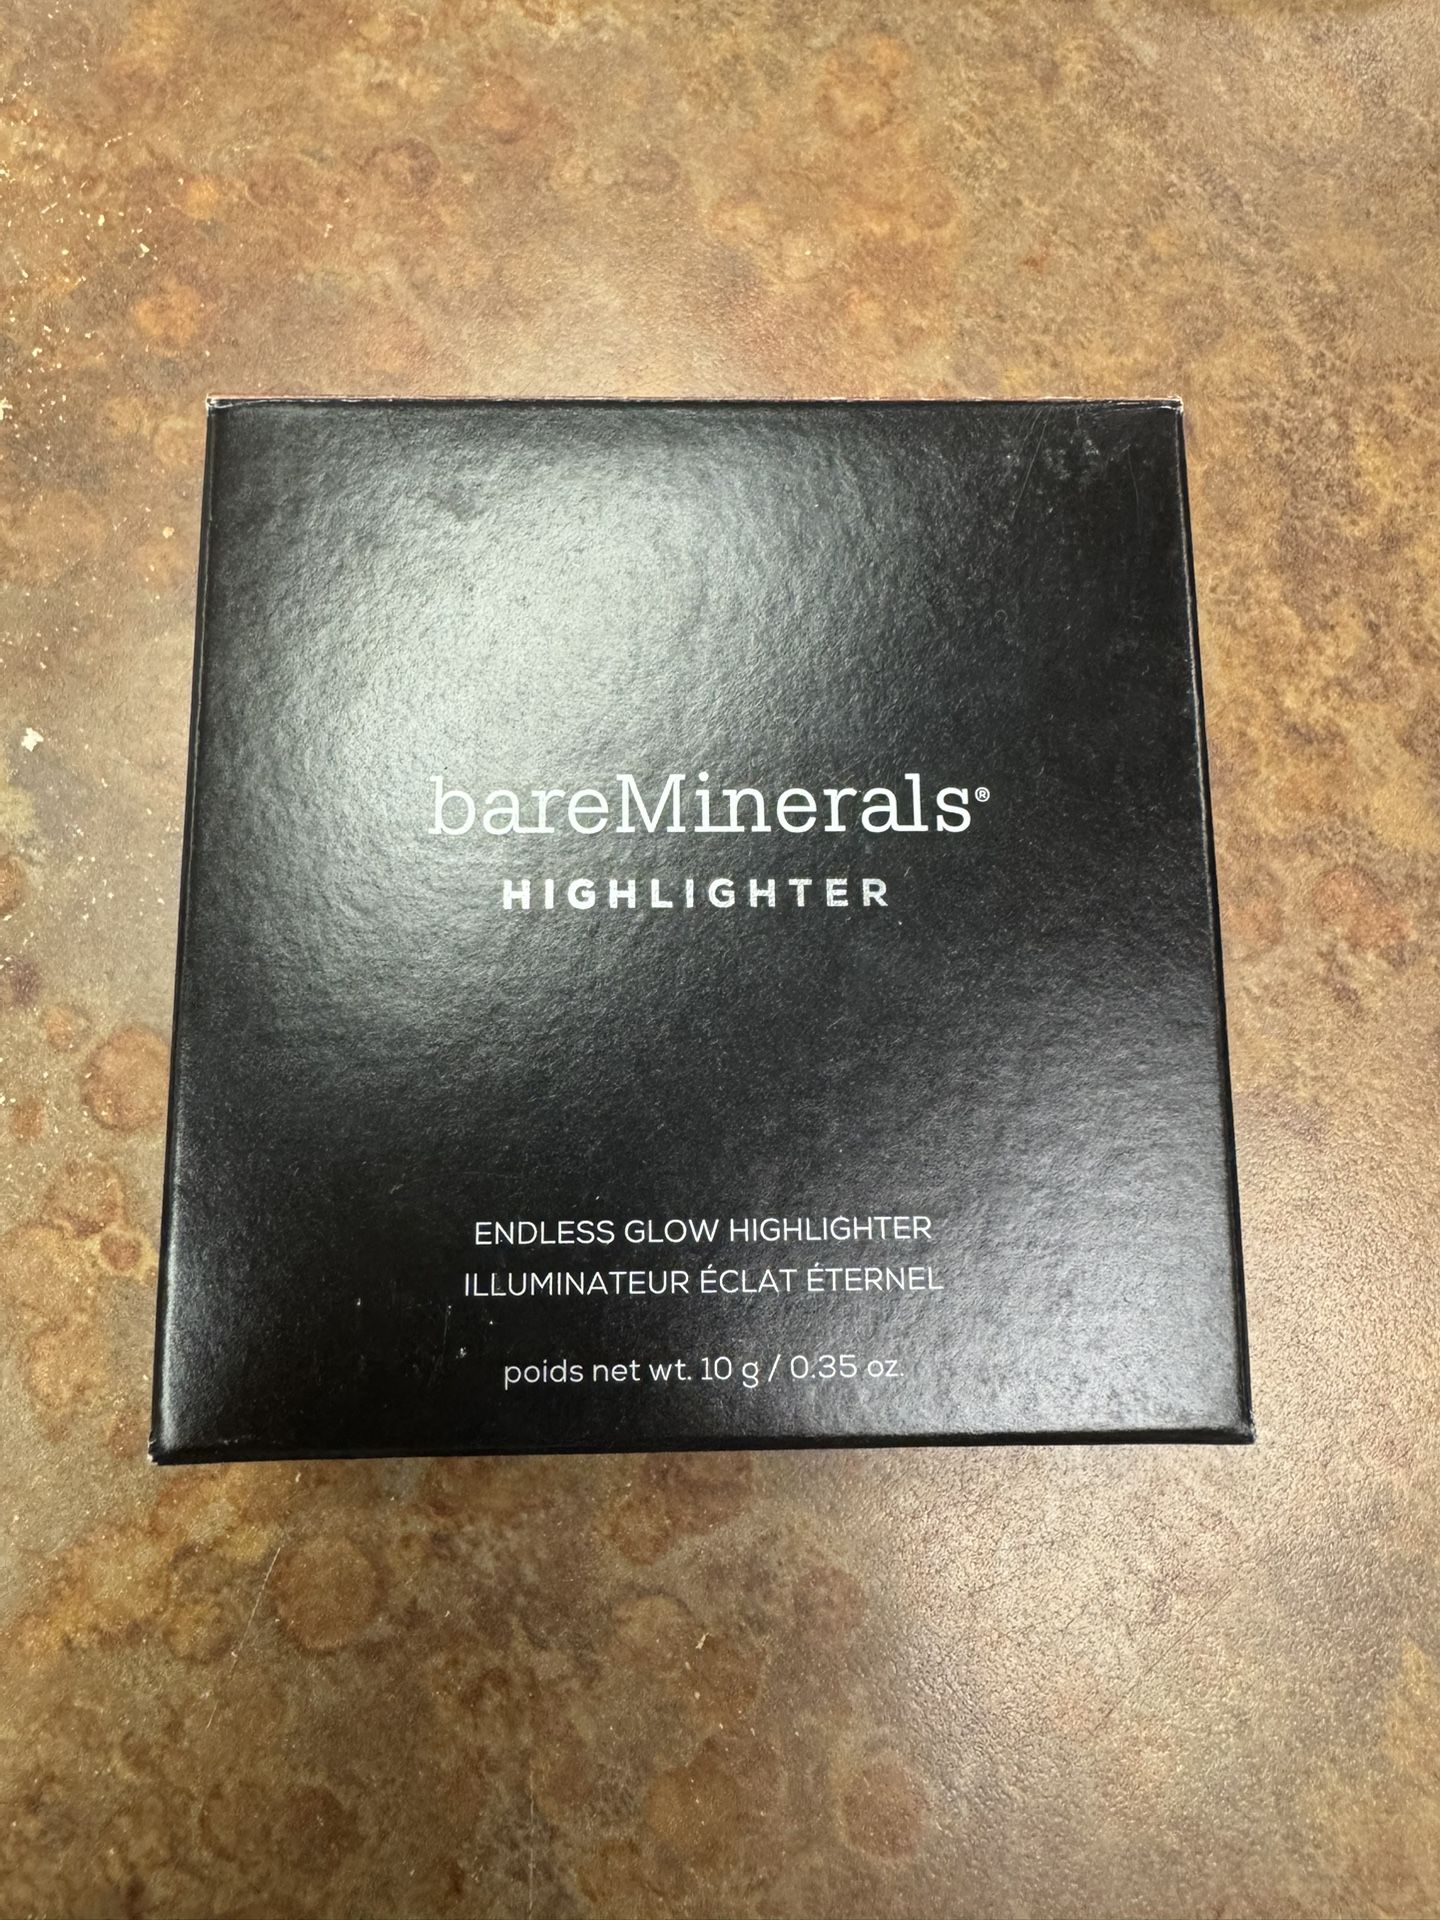 bareMinerals®
HIGHLIGHTER
ENDLESS GLOW HIGHLIGHTER
ILLUMINATEUR ÉCLAT ÉTERNEL
poids net wt. 10 g / 0.35 oz.